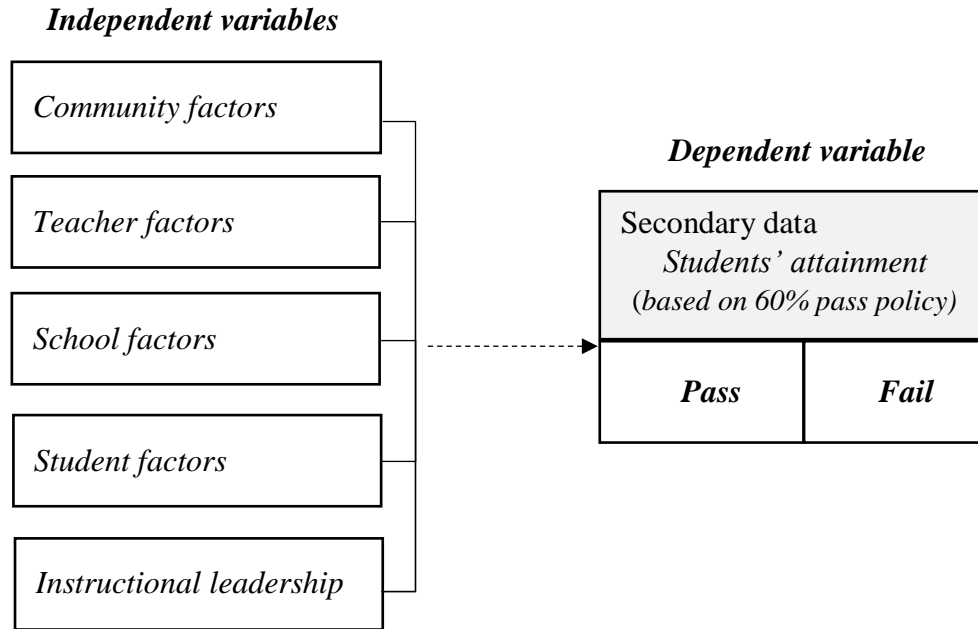 Independent variables
Community factors
Teacher factors
School factors
Student factors
Instructional leadership
Dependent variable
Secondary data
Students’ attainment
(based on 60% pass policy)
Pass
Fail